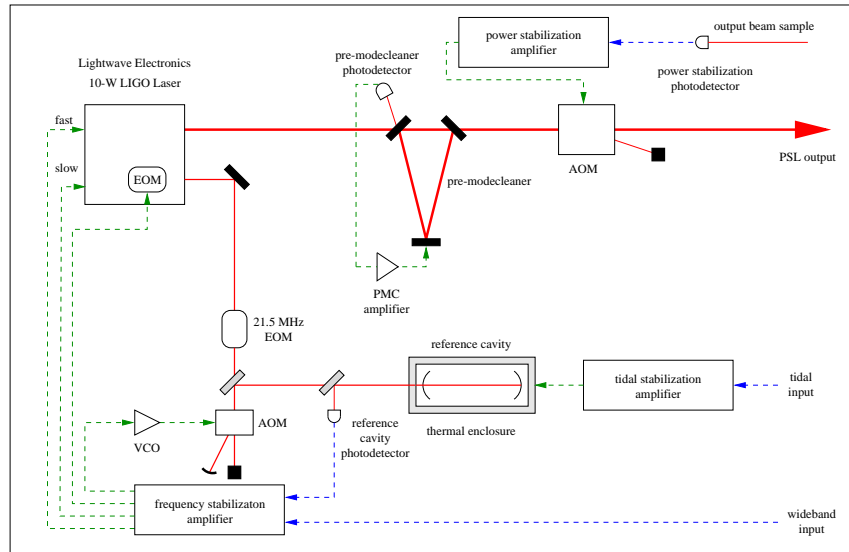 output beam sample
power stabilization
amplifier
Lightwave Electronics
10-W LIGO Laser
pre-modecleaner
photodetector
power stabilization
photodetector
fast
slow
EOM
AOM
PSL output
pre-modecleaner
PMC
amplifier
21.5 MHz
EOM
reference cavity
tidal stabilization
amplifier
tidal
input
thermal enclosure
VCO
AOM
reference
cavity
photodetector
frequency stabilizaton
amplifier
wideband
input